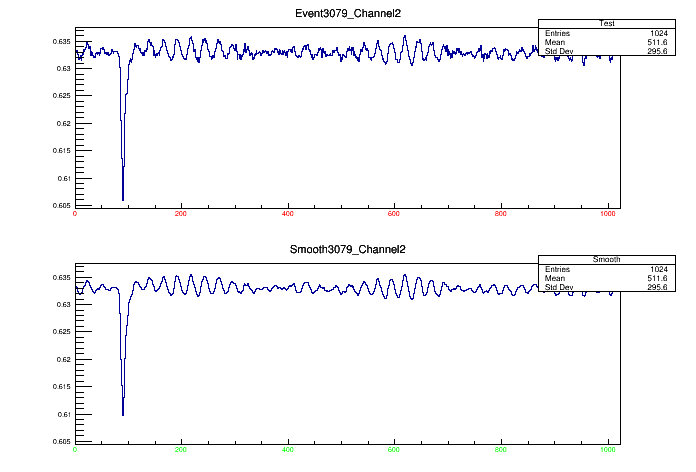 Event3079_Channel2
Test
Entries 1024
Mean 511.6
Std Dev 295.6
0.635
0.63
0.625
0.62
0.615
0.61
0.605
0 200 400 600 800 1000
Smooth3079_Channel2
Smooth
Entries 1024
Mean 511.6
Std Dev 295.6
0.635
0.63
0.625
0.62
0.615
0.61
0.605
0 200 400 600 800 1000